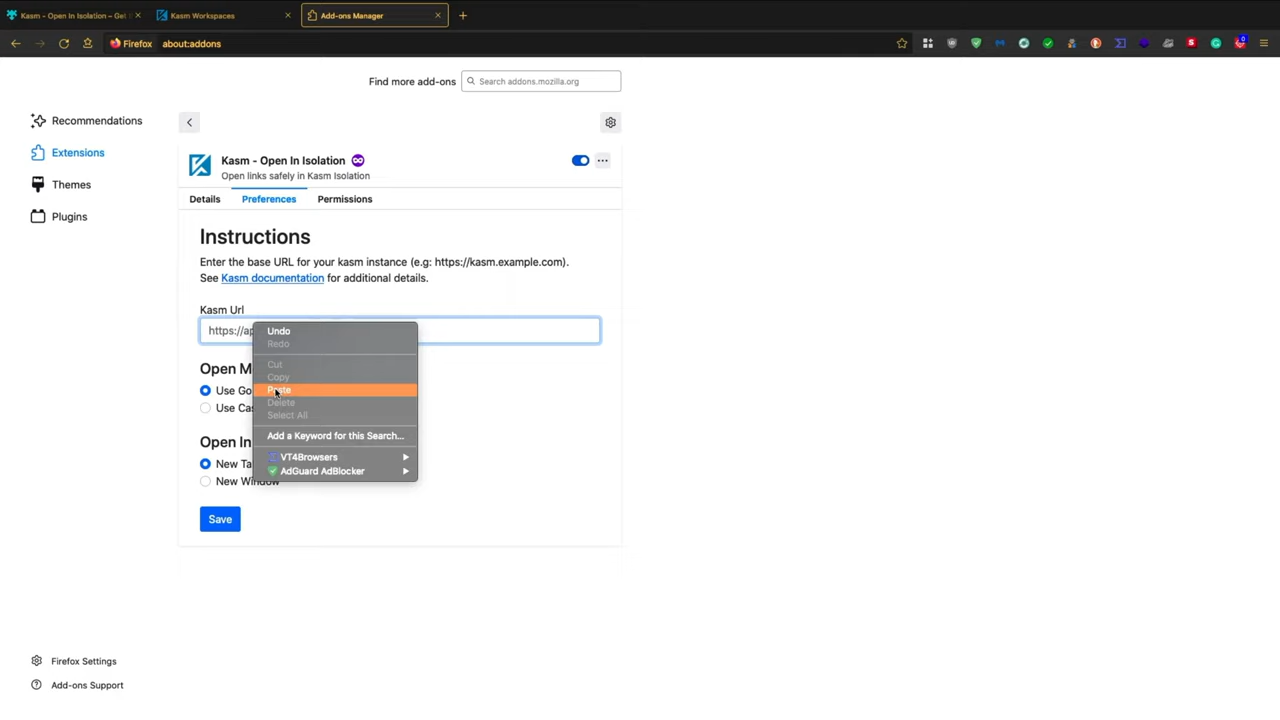 Kasm - Open In Isolation – Get
Kasm Workspaces
Add-ons Manager
Firefox
about:addons
Find more add-ons
Search addons.mozilla.org
Recommendations
Extensions
Themes
Plugins
Kasm - Open In Isolation
Open links safely in Kasm Isolation
Details
Preferences
Permissions
Instructions
Enter the base URL for your kasm instance (e.g: https://kasm.example.com).
See Kasm documentation for additional details.
Kasm Url
https://ap
Undo
Redo
Cut
Copy
Paste
Delete
Select All
Add a Keyword for this Search...
VT4Browsers
AdGuard AdBlocker
Open M
Use Go
Use Cas
Open In
New Ta
New Window
Save
Firefox Settings
Add-ons Support